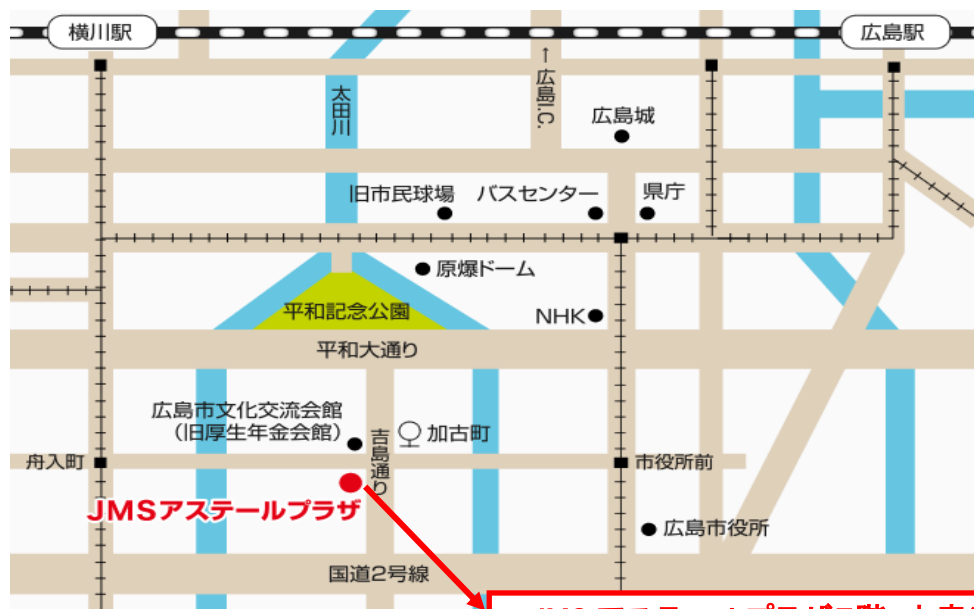 横川駅
広島駅
太田川
←広島I.C.
広島城
旧市民球場
バスセンター
県庁
原爆ドーム
平和記念公園
NHK
平和大通り
広島市文化交流会館
(旧厚生年金会館)
吉島通り
加古町
舟入町
市役所前
JMSアステールプラザ
広島市役所
国道2号線